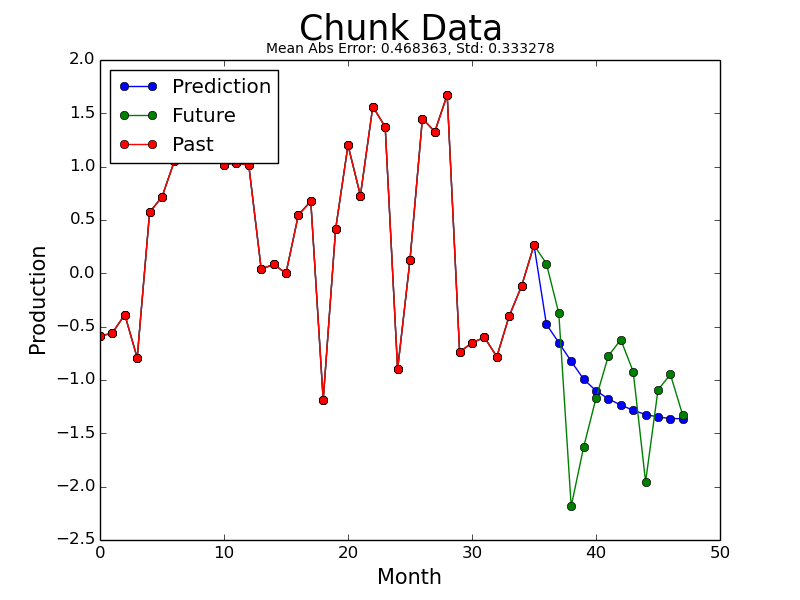 Chunk Data
Mean Abs Error: 0.468363, Std: 0.333278
Prediction
Future
Past
Production
2.0
1.5
1.0
0.5
0.0
−0.5
−1.0
−1.5
−2.0
−2.5
0 10 20 30 40 50
Month